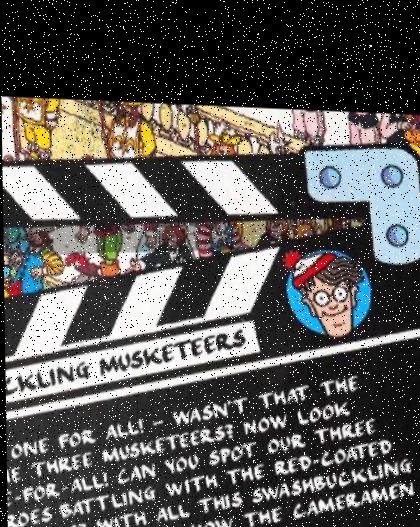 CKLING MUSKETEERS
ONE FOR ALL! – WASN'T THAT THE
THREE MUSKETEERS? NOW LOOK
-FOR-ALL! CAN YOU SPOT OUR THREE
BATTLING WITH THE RED-COATED
WITH ALL THIS SWASHBUCKLING
THE CAMERAMEN